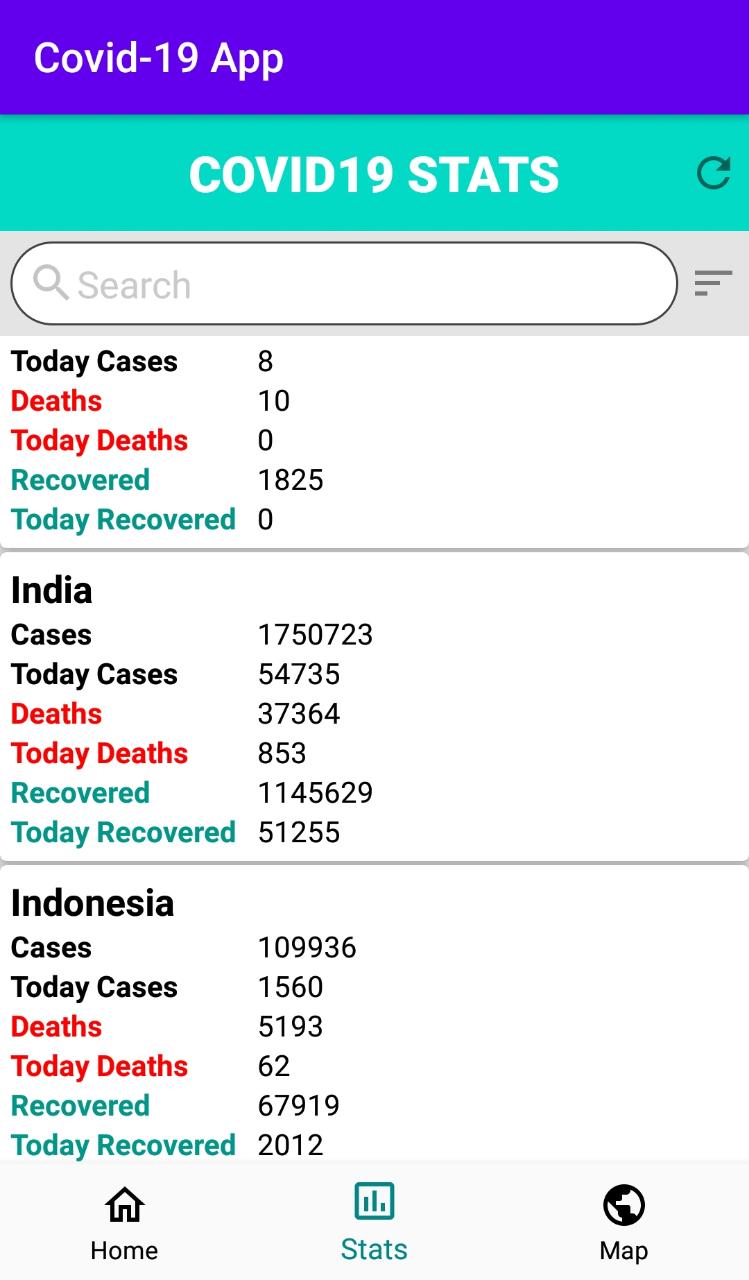 Covid-19 App
COVID19 STATS
Search
Today Cases 8
Deaths 10
Today Deaths 0
Recovered 1825
Today Recovered 0
India
Cases 1750723
Today Cases 54735
Deaths 37364
Today Deaths 853
Recovered 1145629
Today Recovered 51255
Indonesia
Cases 109936
Today Cases 1560
Deaths 5193
Today Deaths 62
Recovered 67919
Today Recovered 2012
Home Stats Map